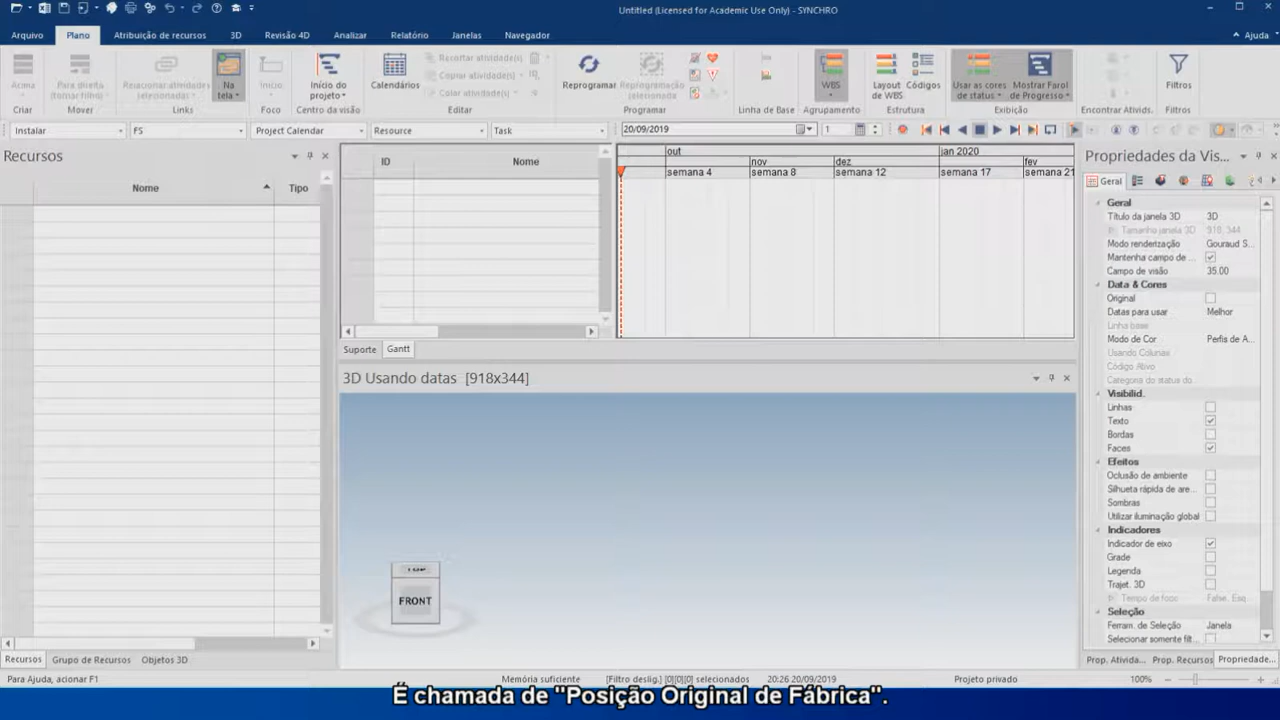 Untitled (Licensed for Academic Use Only) - SYNCHRO
Arquivo Plano Atribuição de recursos 3D Revisão 4D Analizar Relatório Janelas Navegador Ajuda
Acima Para direita (tornar filho) Relacionar atividades selecionadas Na tela Início Início do projeto Calendários Recortar atividade(s) Copiar atividade(s) Colar atividade(s) Reprogramar Reprogramação selecionada WBS Layout de WBS Códigos Usar as cores de status Mostrar Farol de Progresso Filtros
Criar Mover Links Foco Centro da visão Editar Programar Linha de Base Agrupamento Estrutura Exibição Encontrar Ativids. Filtros
Instalar FS Project Calendar Resource Task 20/09/2019 1
Recursos
Nome Tipo
ID Nome
out jan 2020
nov dez fev
semana 4 semana 8 semana 12 semana 17 semana 21
Suporte Gantt
3D Usando datas [918x344]
TOP
FRONT
Propriedades da Vis...
Geral
Geral
Título da janela 3D 3D
Tamanho janela 3D 918, 344
Modo renderização Gouraud S...
Mantenha campo de ...
Campo de visão 35.00
Data & Cores
Original
Datas para usar Melhor
Linha base
Modo de Cor Perfis de A...
Usando Colunas
Código Ativo
Categoria do status do...
Visibilid.
Linhas
Texto
Bordas
Faces
Efeitos
Oclusão de ambiente
Silhueta rápida de are...
Sombras
Utilizar iluminação global
Indicadores
Indicador de eixo
Grade
Legenda
Trajet. 3D
Tempo de foco False, Esq...
Seleção
Ferram. de Seleção Janela
Selecionar somente filt...
Recursos Grupo de Recursos Objetos 3D
Prop. Ativida... Prop. Recursos Propriedade...
Para Ajuda, acionar F1 Memória suficiente [Filtro deslig.] [0][0][0] selecionados 20:26 20/09/2019 Projeto privado 100%
É chamada de "Posição Original de Fábrica".